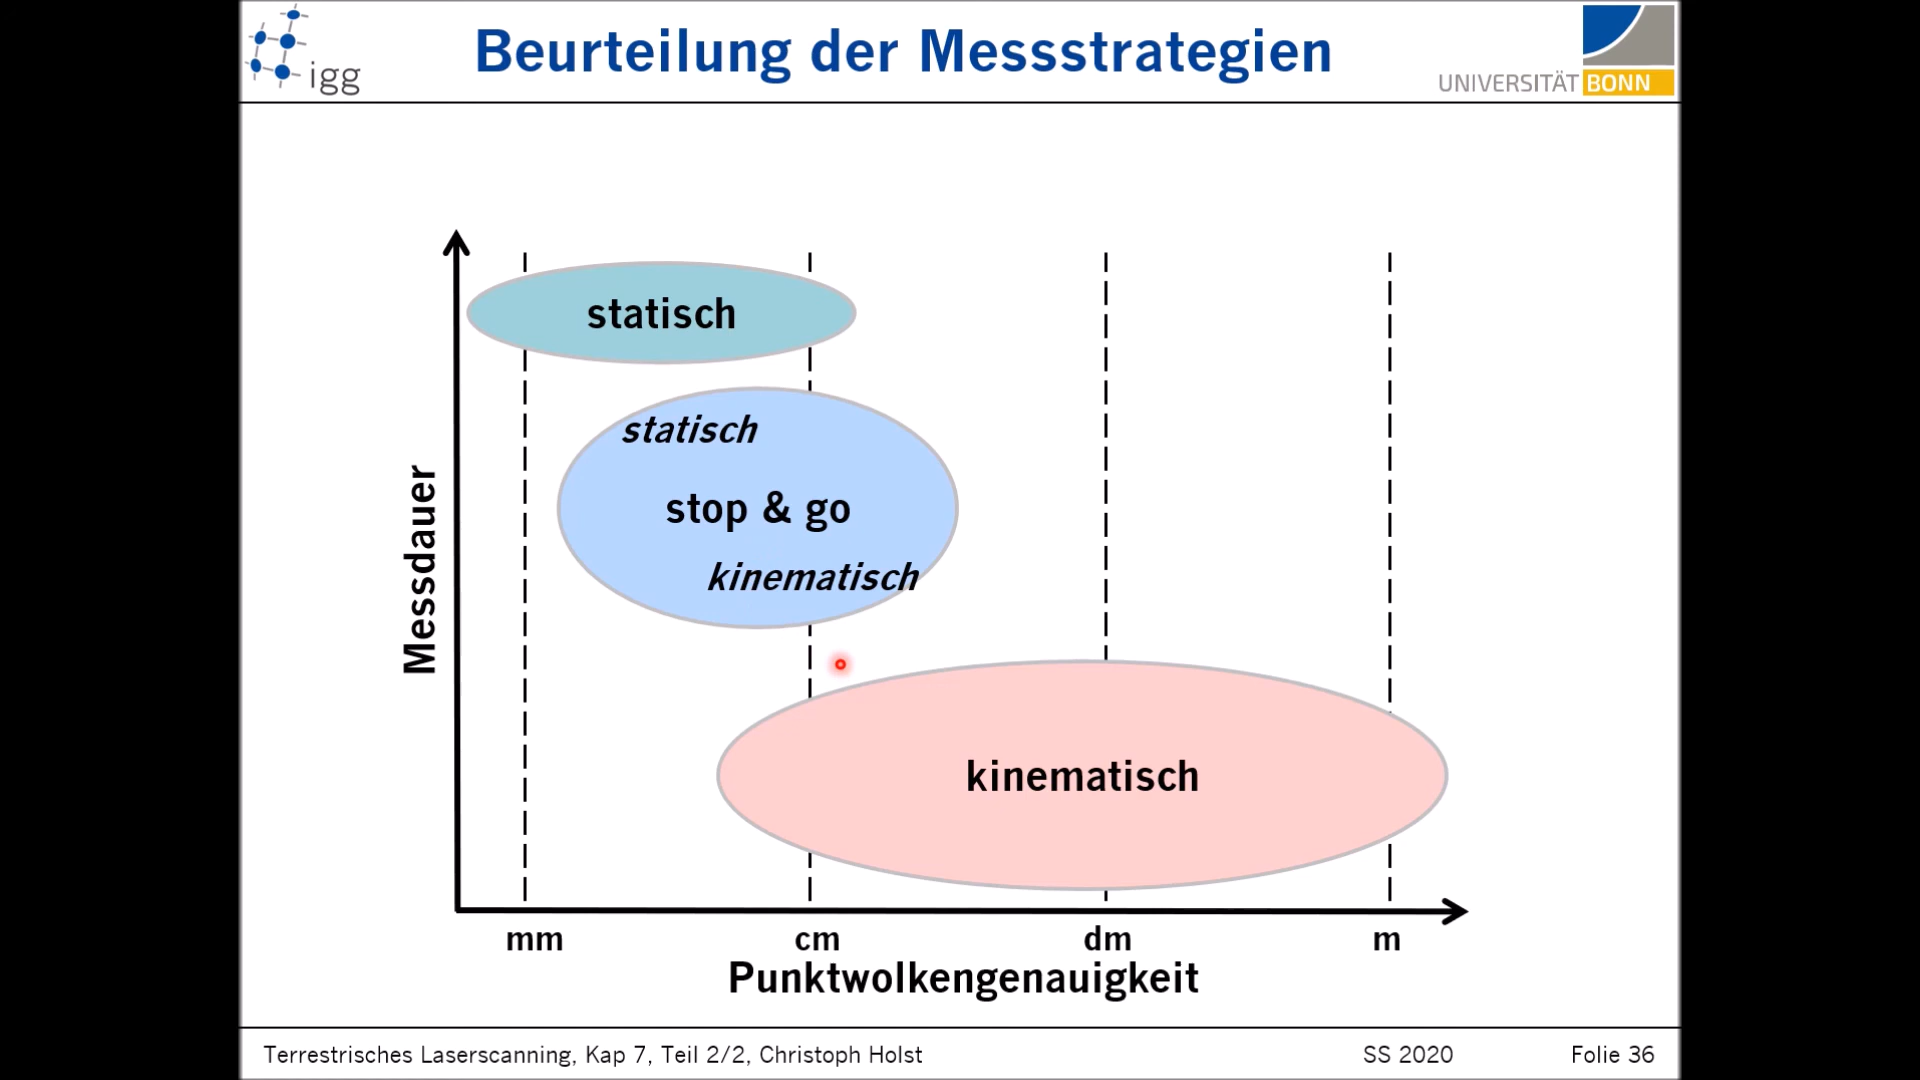 igg
Beurteilung der Messstrategien
UNIVERSITÄT BONN
statisch
statisch
stop & go
kinematisch
kinematisch
Messdauer
mm cm dm m
Punktwolkengenauigkeit
Terrestrisches Laserscanning, Kap 7, Teil 2/2, Christoph Holst SS 2020 Folie 36